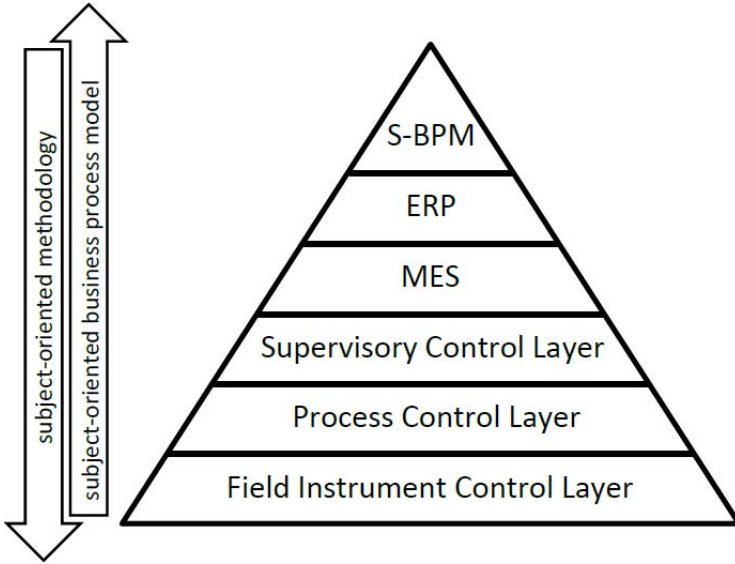 subject-oriented methodology
subject-oriented business process model
S-BPM
ERP
MES
Supervisory Control Layer
Process Control Layer
Field Instrument Control Layer